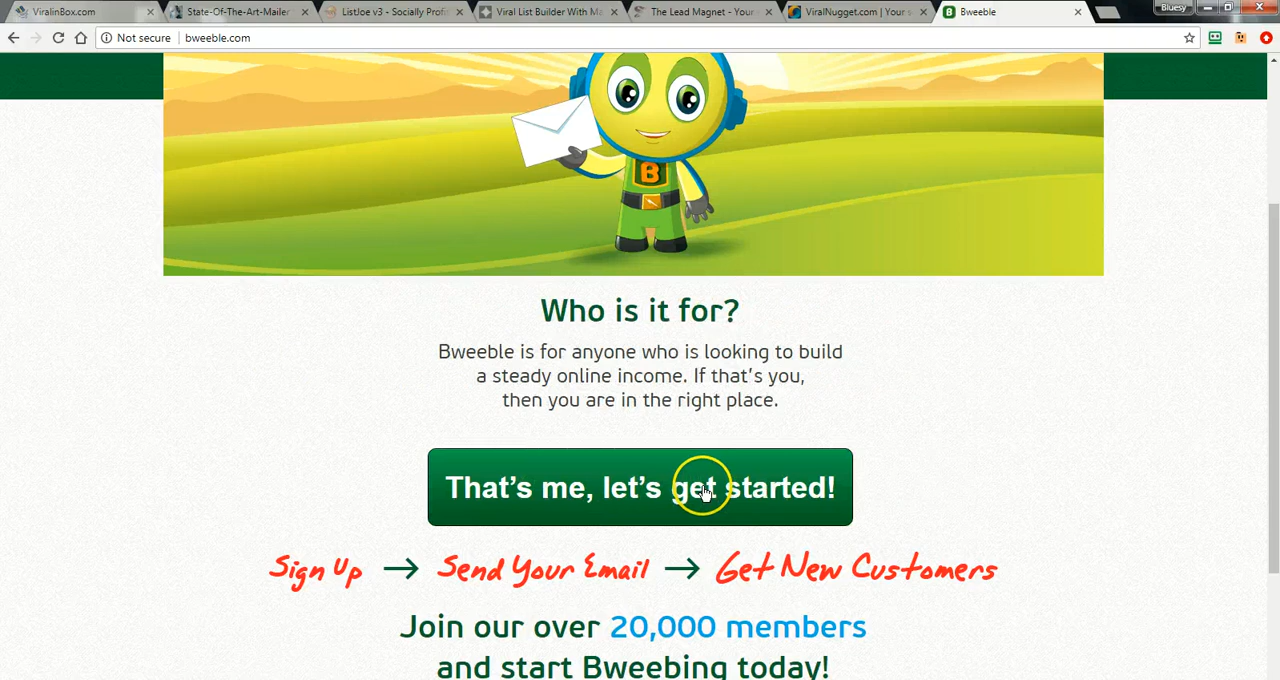 ViralinBox.com
State-Of-The-Art-Mailer
ListJoe v3 - Socially Profi
Viral List Builder With Ma
The Lead Magnet - Your
ViralNugget.com | Your s
Bweeble
Bluesy
Not secure
bweeble.com
B
Who is it for?
Bweeble is for anyone who is looking to build
a steady online income. If that's you,
then you are in the right place.
That's me, let's get started!
Sign Up → Send Your Email → Get New Customers
Join our over 20,000 members
and start Bweebing today!